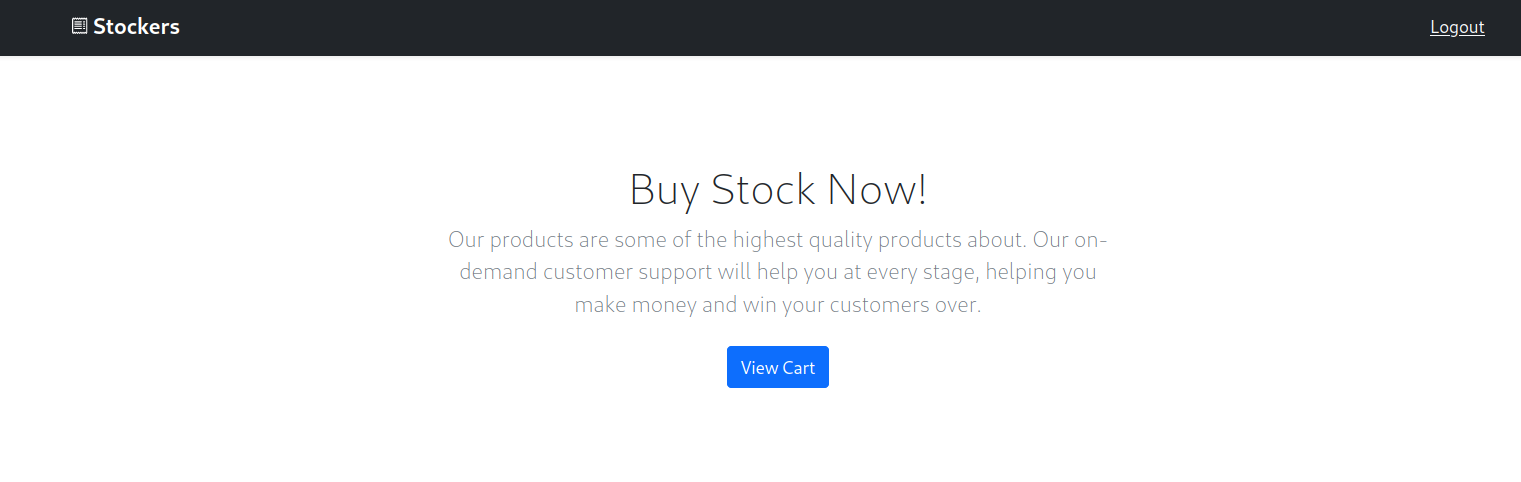 Stockers
Logout
Buy Stock Now!
Our products are some of the highest quality products about. Our on-
demand customer support will help you at every stage, helping you
make money and win your customers over.
View Cart